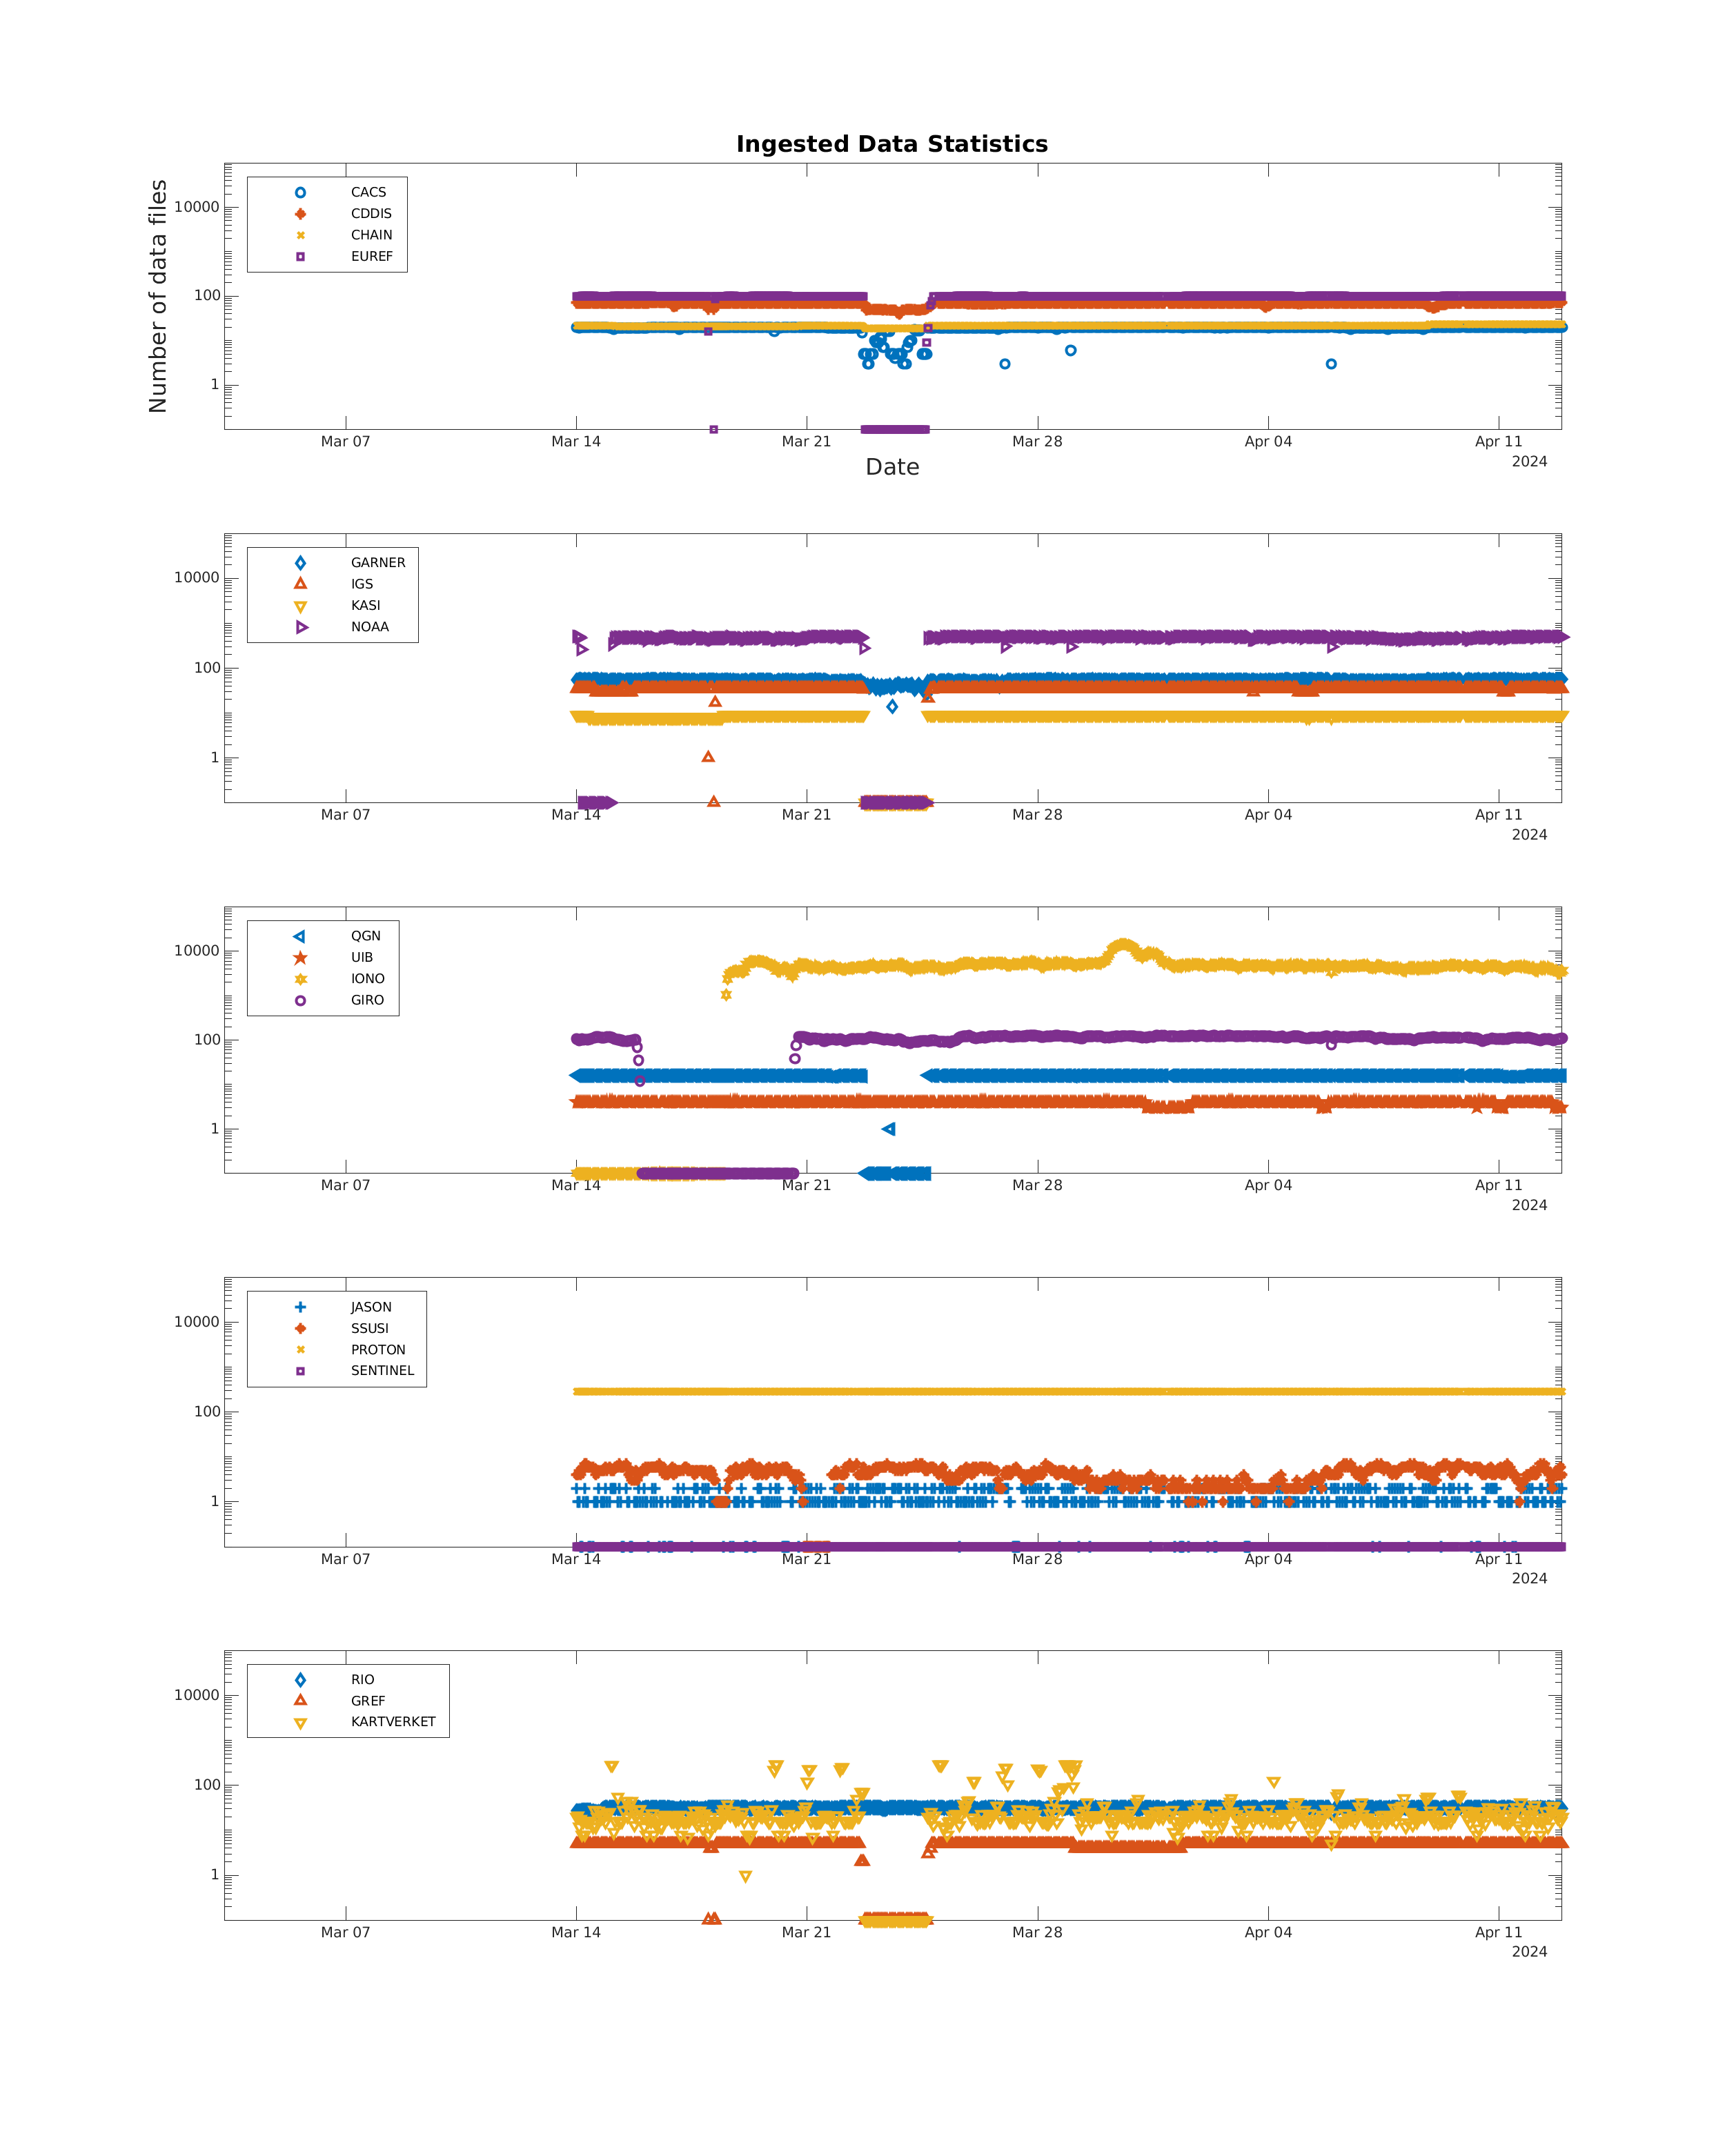 Ingested Data Statistics
Number of data files
10000
100
1
CACS
CDDIS
CHAIN
EUREF
Mar 07 Mar 14 Mar 21 Mar 28 Apr 04 Apr 11
2024
Date
10000
100
1
GARNER
IGS
KASI
NOAA
Mar 07 Mar 14 Mar 21 Mar 28 Apr 04 Apr 11
2024
10000
100
1
QGN
UIB
IONO
GIRO
Mar 07 Mar 14 Mar 21 Mar 28 Apr 04 Apr 11
2024
10000
100
1
JASON
SSUSI
PROTON
SENTINEL
Mar 07 Mar 14 Mar 21 Mar 28 Apr 04 Apr 11
2024
10000
100
1
RIO
GREF
KARTVERKET
Mar 07 Mar 14 Mar 21 Mar 28 Apr 04 Apr 11
2024